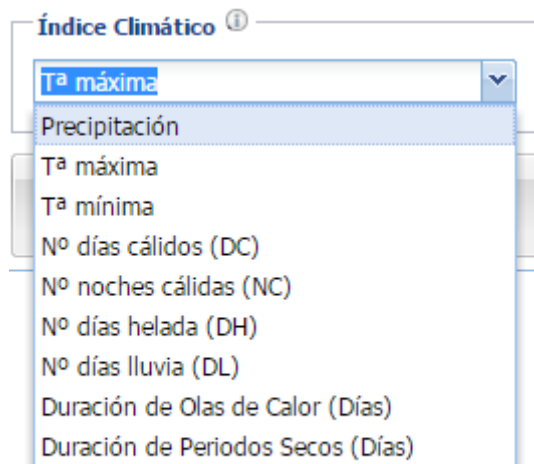 Índice Climático
Tª máxima
Precipitación
Tª máxima
Tª mínima
Nº días cálidos (DC)
Nº noches cálidas (NC)
Nº días helada (DH)
Nº días lluvia (DL)
Duración de Olas de Calor (Días)
Duración de Periodos Secos (Días)